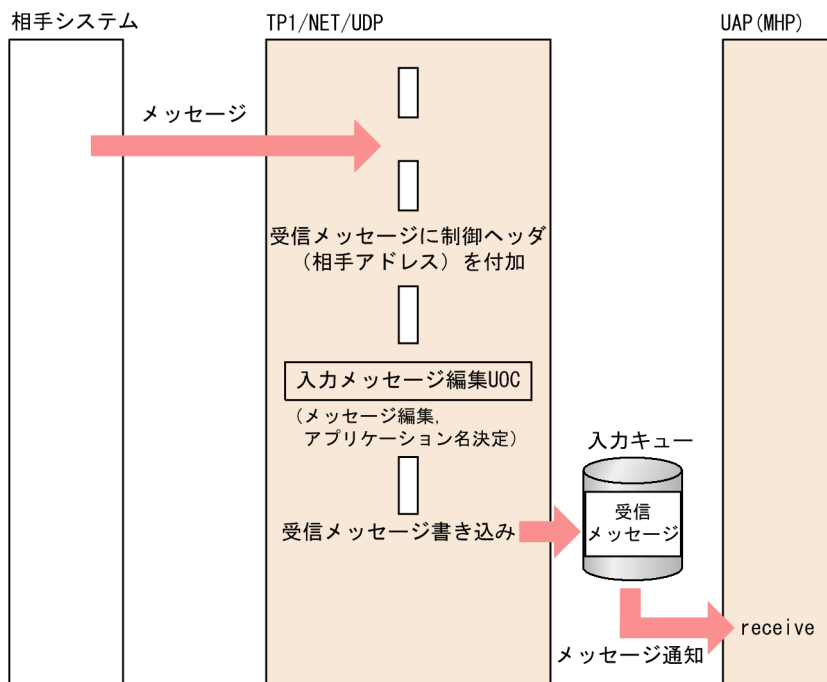 相手システム
TP1/NET/UDP
UAP(MHP)
メッセージ
受信メッセージに制御ヘッダ
（相手アドレス）を付加
入力メッセージ編集UOC
（メッセージ編集,
アプリケーション名決定）
入力キュー
受信
メッセージ
受信メッセージ書き込み
receive
メッセージ通知